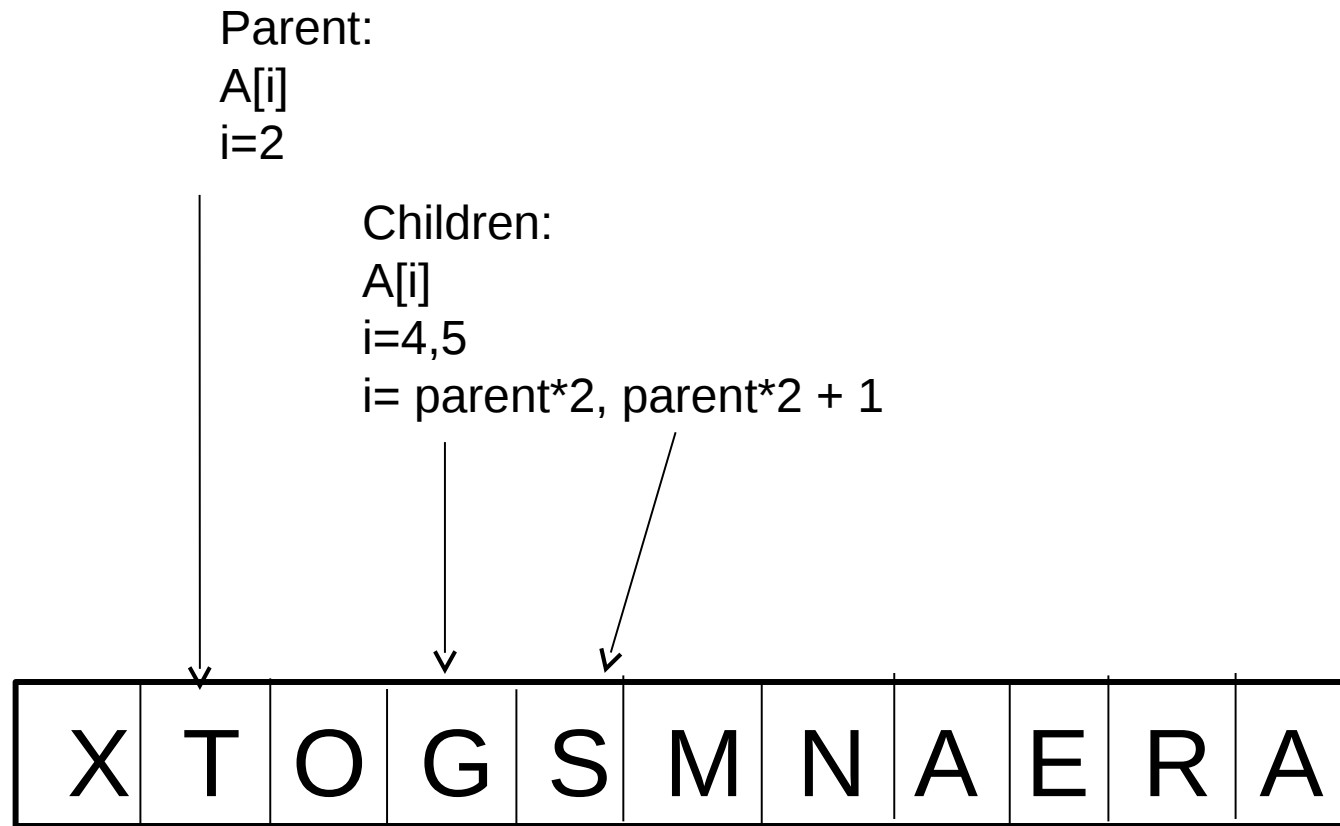 Parent:
A[i]
i=2
Children:
A[i]
i=4,5
i= parent*2, parent*2 + 1
X T O G S M N A E R A